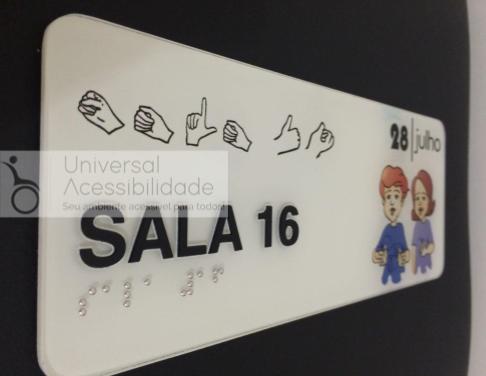 28 | julho
Universal
Acessibilidade
Seu ambiente acessível para todos!
SALA 16